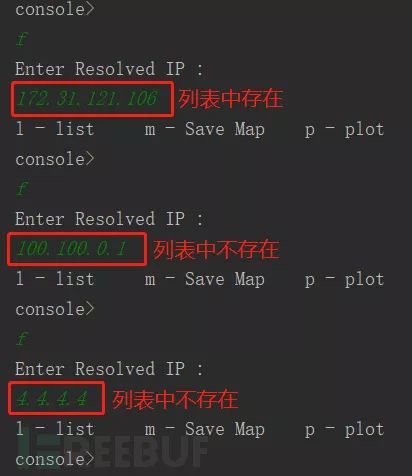 console>
f
Enter Resolved IP :
172.31.121.106 列表中存在
l - list m - Save Map p - plot
console>
f
Enter Resolved IP :
100.100.0.1 列表中不存在
l - list m - Save Map p - plot
console>
f
Enter Resolved IP :
4.4.4.4 列表中不存在
l - list m - Save Map p - plot
console>
REEBUF